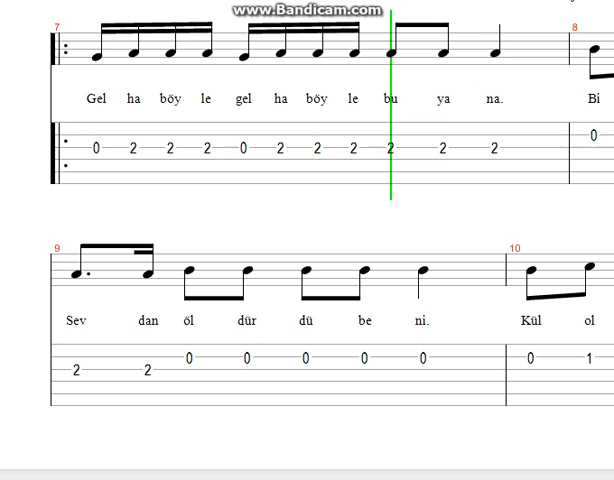 www.Bandicam.com
7 8
Gel ha böy le gel ha böy le bu ya na. Bi
0 2 2 2 0 2 2 2 2 2 2 0
9 10
Sev dan öl dür dü be ni. Kül ol
2 2 0 0 0 0 0 0 1